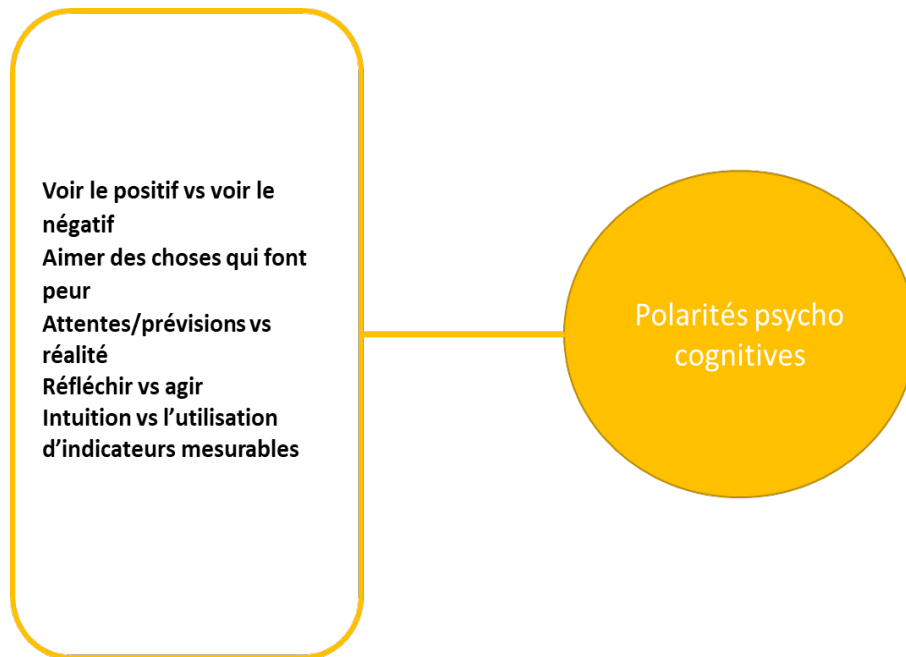 Voir le positif vs voir le
négatif
Aimer des choses qui font
peur
Attentes/prévisions vs
réalité
Réfléchir vs agir
Intuition vs l’utilisation
d’indicateurs mesurables
Polarités psycho
cognitives